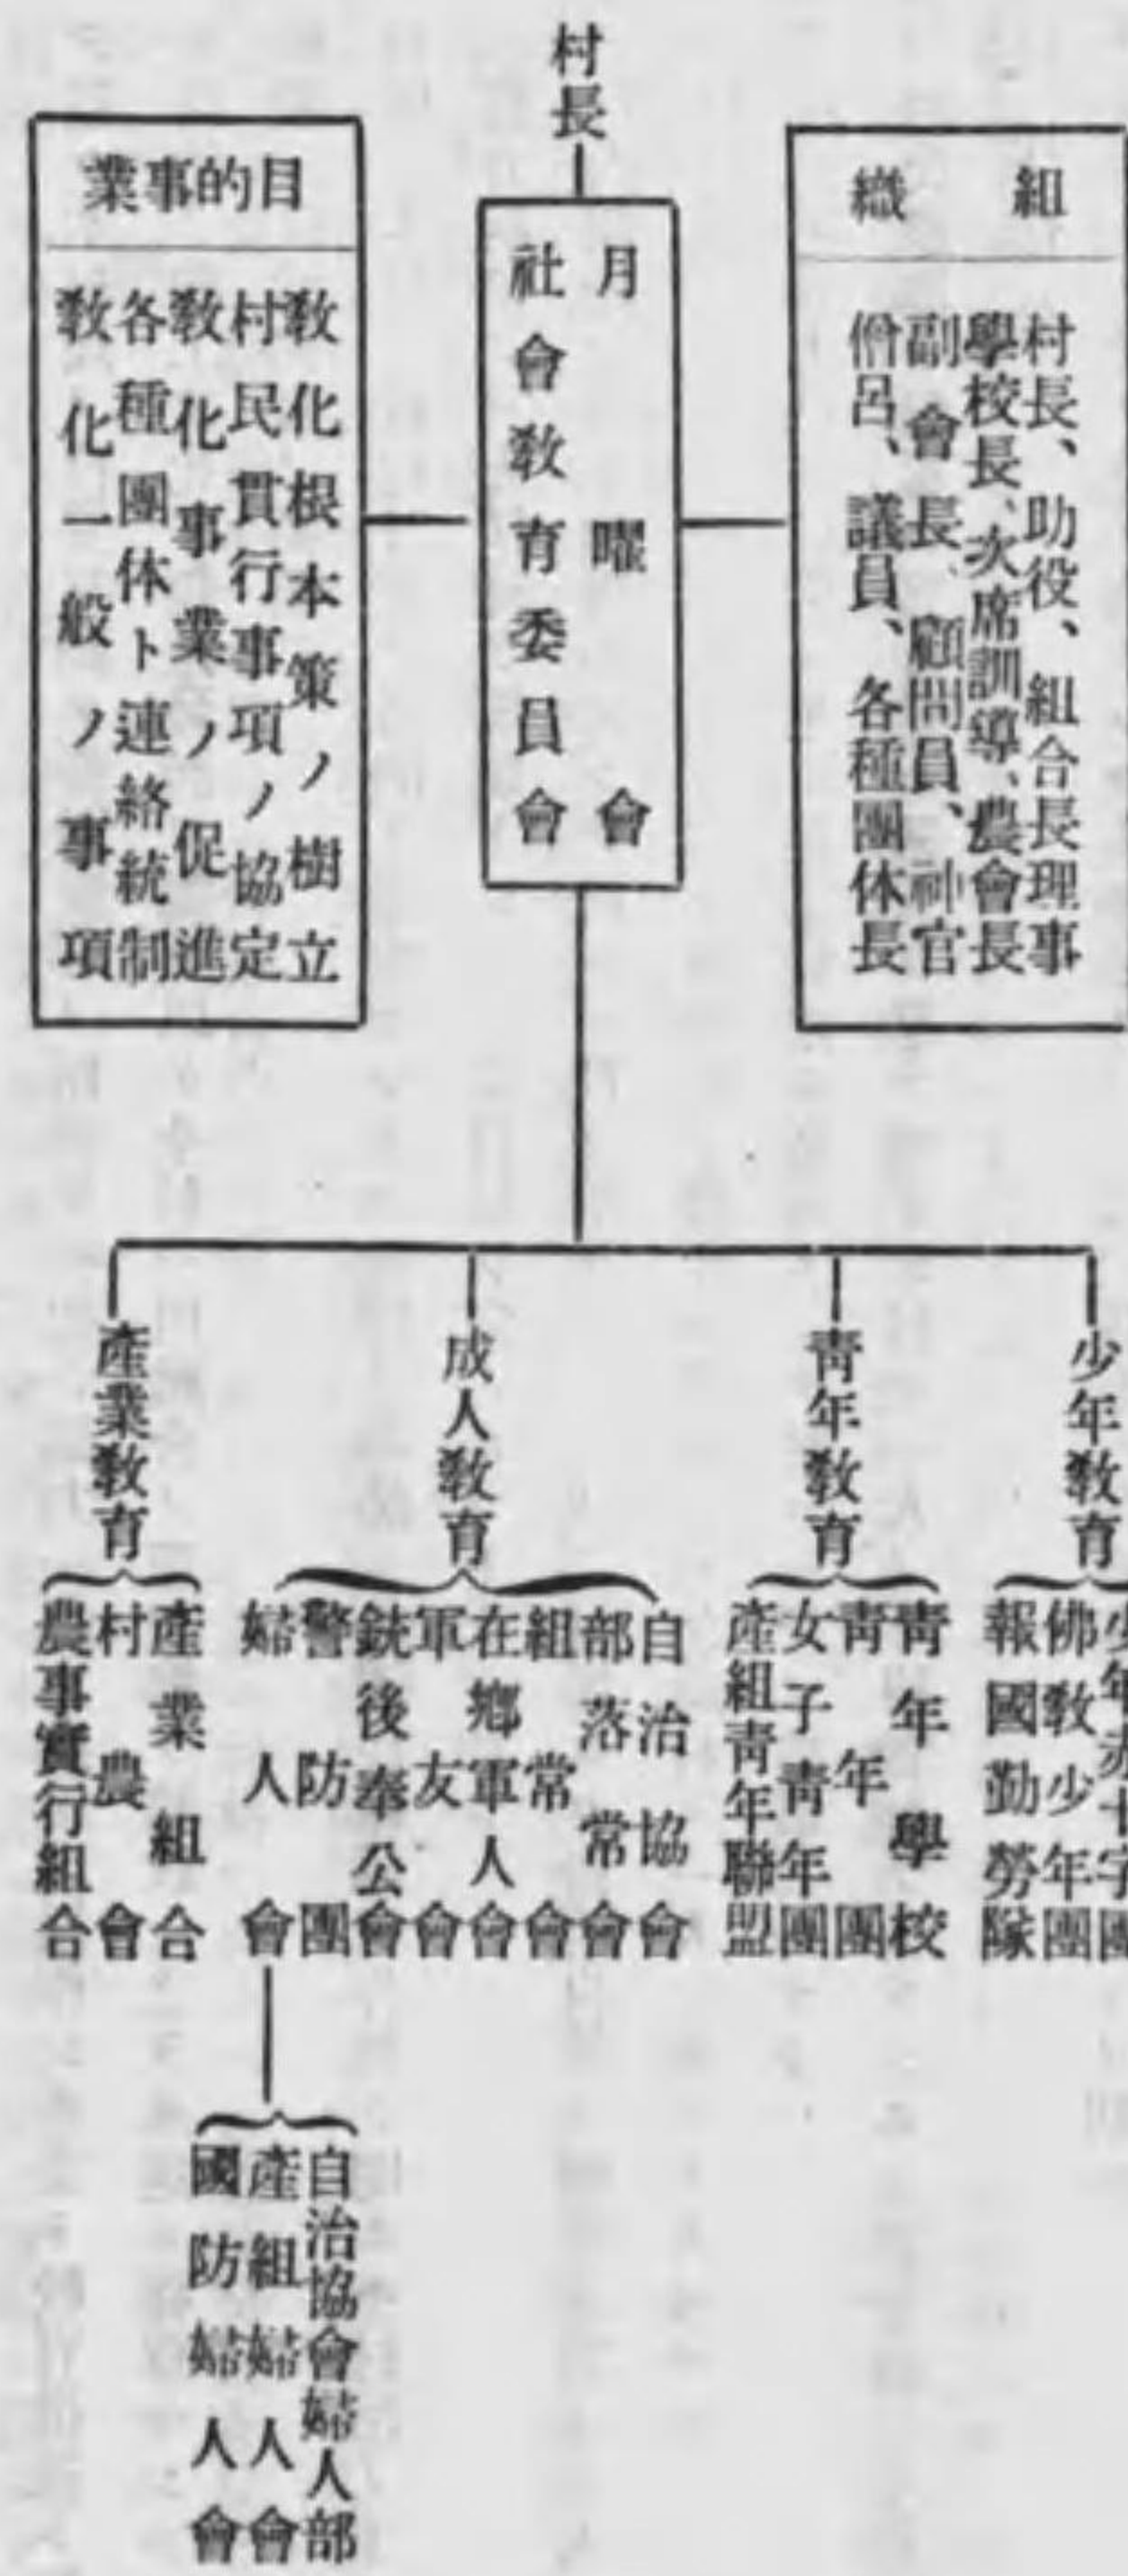 村長
組織
村長、助役、組合長理事
學校長、次席訓導、農會長
副會長、顧問員、神官
僧呂、議員、各種團体長
月曜會
社會教育委員會
目的事業
教化根本策ノ樹立
村民貫行事項ノ協定
教化事業ノ促進
各種團体ト連絡統制
教化一般ノ事項
少年教育
少年赤十字團
佛教少年團
報國勤勞隊
青年教育
青年學校
青年團
女子青年團
產組青年聯盟
成人教育
自治協會
部落常會
組常會
在鄉軍人會
軍友會
銃後奉公會
警防團
婦人會
自治協會婦人部
產組婦人會
國防婦人會
產業教育
產業組合
村農會
農事實行組合